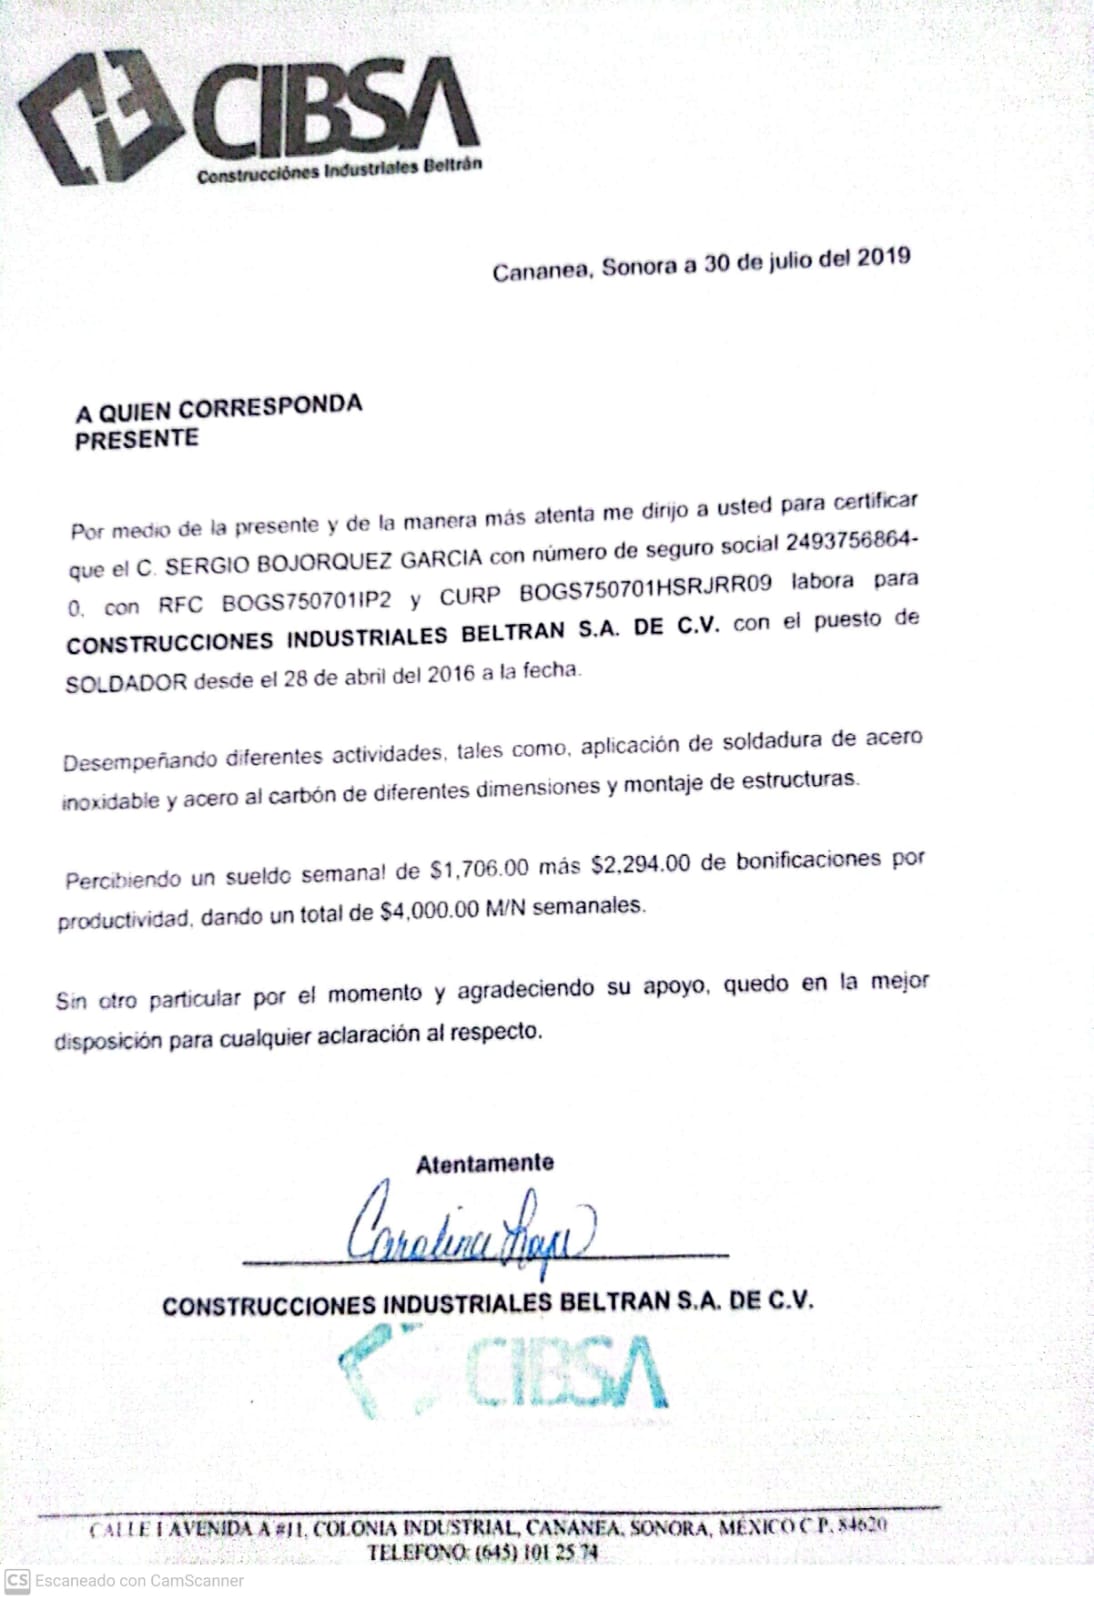 CIBSA
Construcciónes Industriales Beltrán
Cananea, Sonora a 30 de julio del 2019
A QUIEN CORRESPONDA
PRESENTE
Por medio de la presente y de la manera más atenta me dirijo a usted para certificar
que el C. SERGIO BOJORQUEZ GARCIA con número de seguro social 2493756864-
0, con RFC BOGS750701IP2 y CURP BOGS750701HSRJRR09 labora para
CONSTRUCCIONES INDUSTRIALES BELTRAN S.A. DE C.V. con el puesto de
SOLDADOR desde el 28 de abril del 2016 a la fecha.
Desempeñando diferentes actividades, tales como, aplicación de soldadura de acero
inoxidable y acero al carbón de diferentes dimensiones y montaje de estructuras.
Percibiendo un sueldo semanal de $1,706.00 más $2,294.00 de bonificaciones por
productividad, dando un total de $4,000.00 M/N semanales.
Sin otro particular por el momento y agradeciendo su apoyo, quedo en la mejor
disposición para cualquier aclaración al respecto.
Atentamente
Carolina
CONSTRUCCIONES INDUSTRIALES BELTRAN S.A. DE C.V.
CIBSA
CALLE 1 AVENIDA A #11, COLONIA INDUSTRIAL, CANANEA, SONORA, MÉXICO C.P. 84620
TELEFONO: (645) 101 25 74
CS Escaneado con CamScanner